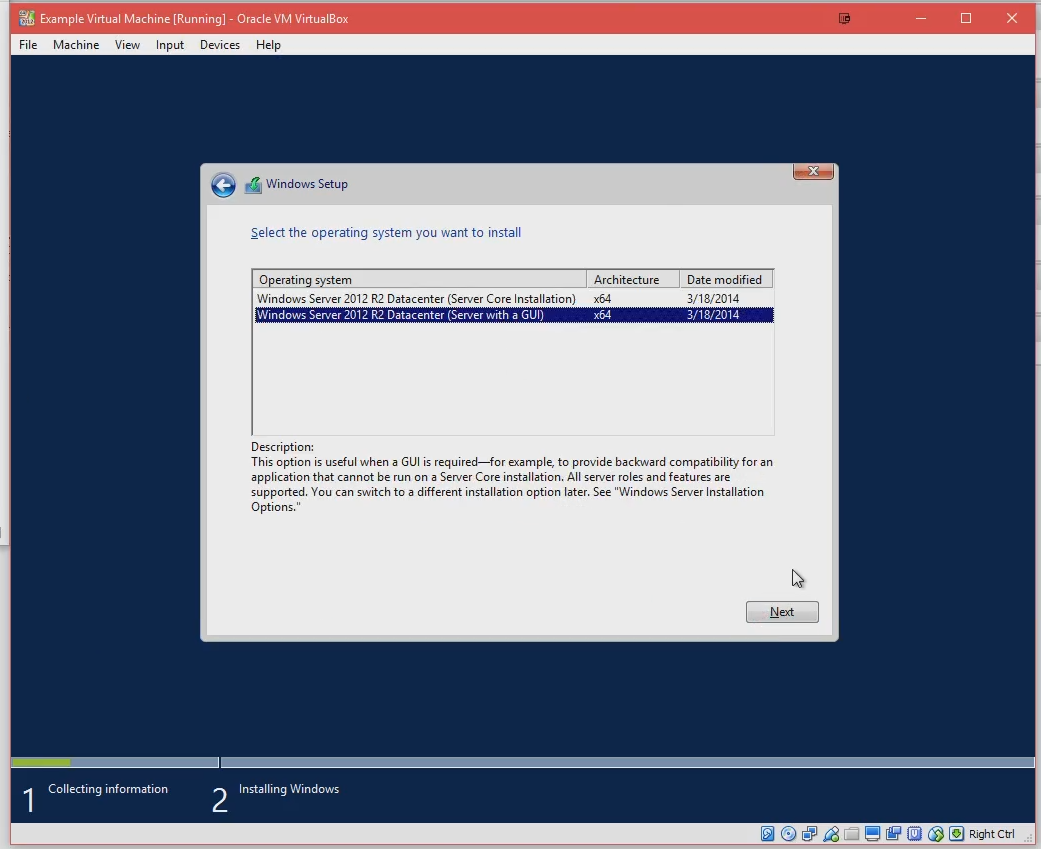 Example Virtual Machine [Running] - Oracle VM VirtualBox
File Machine View Input Devices Help
Windows Setup
Select the operating system you want to install
Operating system Architecture Date modified
Windows Server 2012 R2 Datacenter (Server Core Installation) x64 3/18/2014
Windows Server 2012 R2 Datacenter (Server with a GUI) x64 3/18/2014
Description:
This option is useful when a GUI is required—for example, to provide backward compatibility for an
application that cannot be run on a Server Core installation. All server roles and features are
supported. You can switch to a different installation option later. See "Windows Server Installation
Options."
Next
1 Collecting information 2 Installing Windows
Right Ctrl